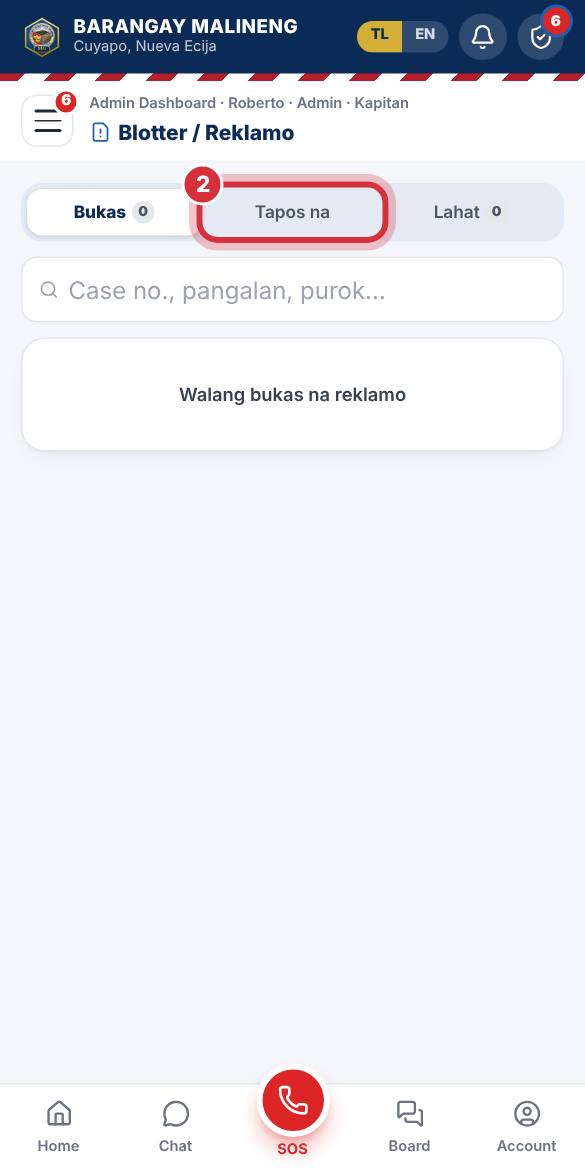 BARANGAY MALINENG
Cuyapo, Nueva Ecija
TL EN
6
6
Admin Dashboard · Roberto · Admin · Kapitan
Blotter / Reklamo
2
Bukas 0
Tapos na
Lahat 0
Case no., pangalan, purok...
Walang bukas na reklamo
Home
Chat
SOS
Board
Account